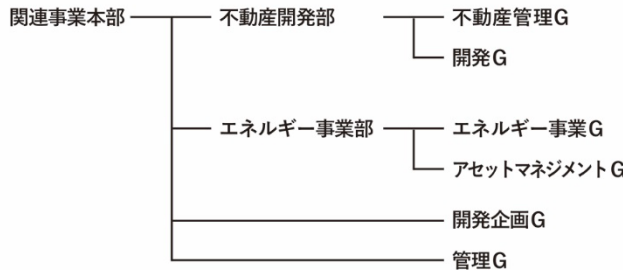 関連事業本部 不動産開発部 不動産管理G
開発G
エネルギー事業部 エネルギー事業G
アセットマネジメントG
開発企画G
管理G